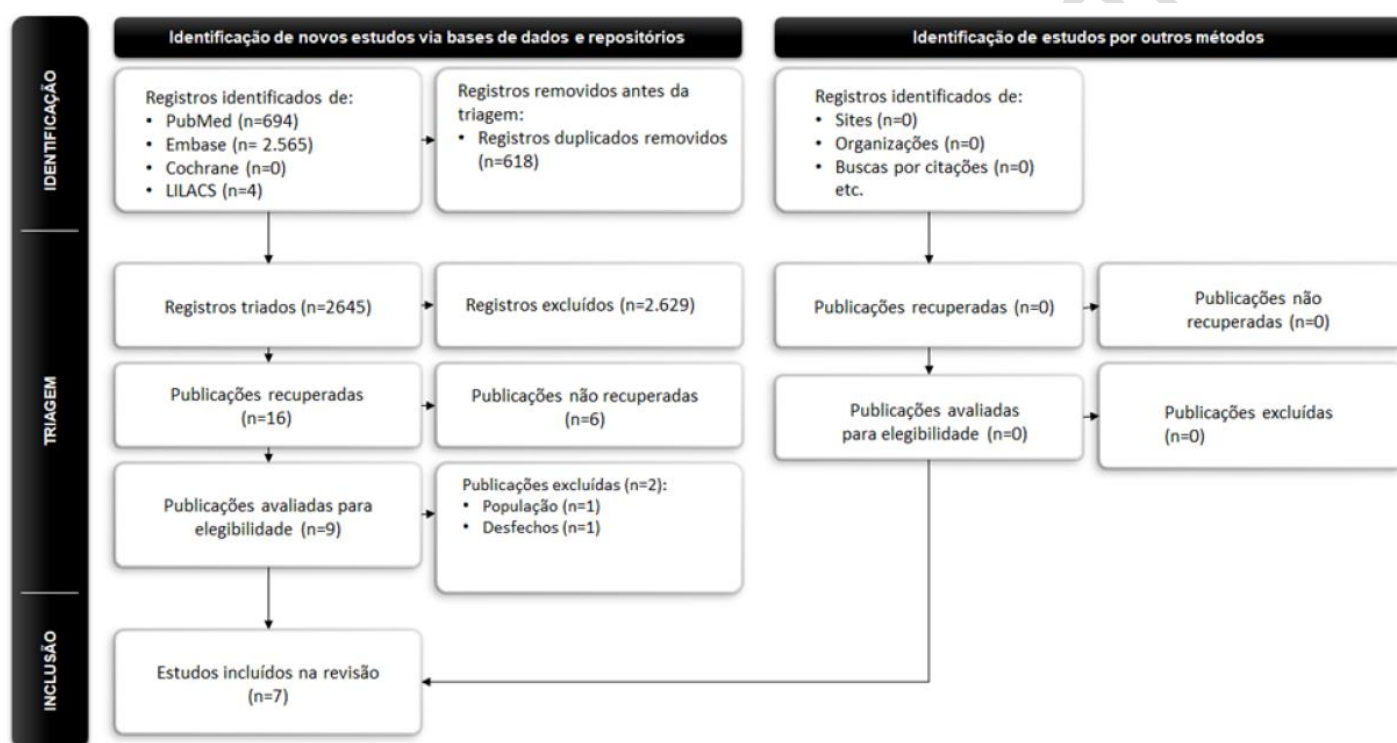 Identificação de novos estudos via bases de dados e repositórios
Identificação de estudos por outros métodos
IDENTIFICAÇÃO
Registros identificados de:
• PubMed (n=694)
• Embase (n= 2.565)
• Cochrane (n=0)
• LILACS (n=4)
Registros removidos antes da
triagem:
• Registros duplicados removidos
(n=618)
Registros identificados de:
• Sites (n=0)
• Organizações (n=0)
• Buscas por citações (n=0)
etc.
TRIAGEM
Registros triados (n=2645)
Registros excluídos (n=2.629)
Publicações recuperadas (n=0)
Publicações não
recuperadas (n=0)
Publicações recuperadas
(n=16)
Publicações não recuperadas
(n=6)
Publicações avaliadas
para elegibilidade (n=0)
Publicações excluídas
(n=0)
Publicações avaliadas para
elegibilidade (n=9)
Publicações excluídas (n=2):
• População (n=1)
• Desfechos (n=1)
INCLUSÃO
Estudos incluídos na revisão
(n=7)